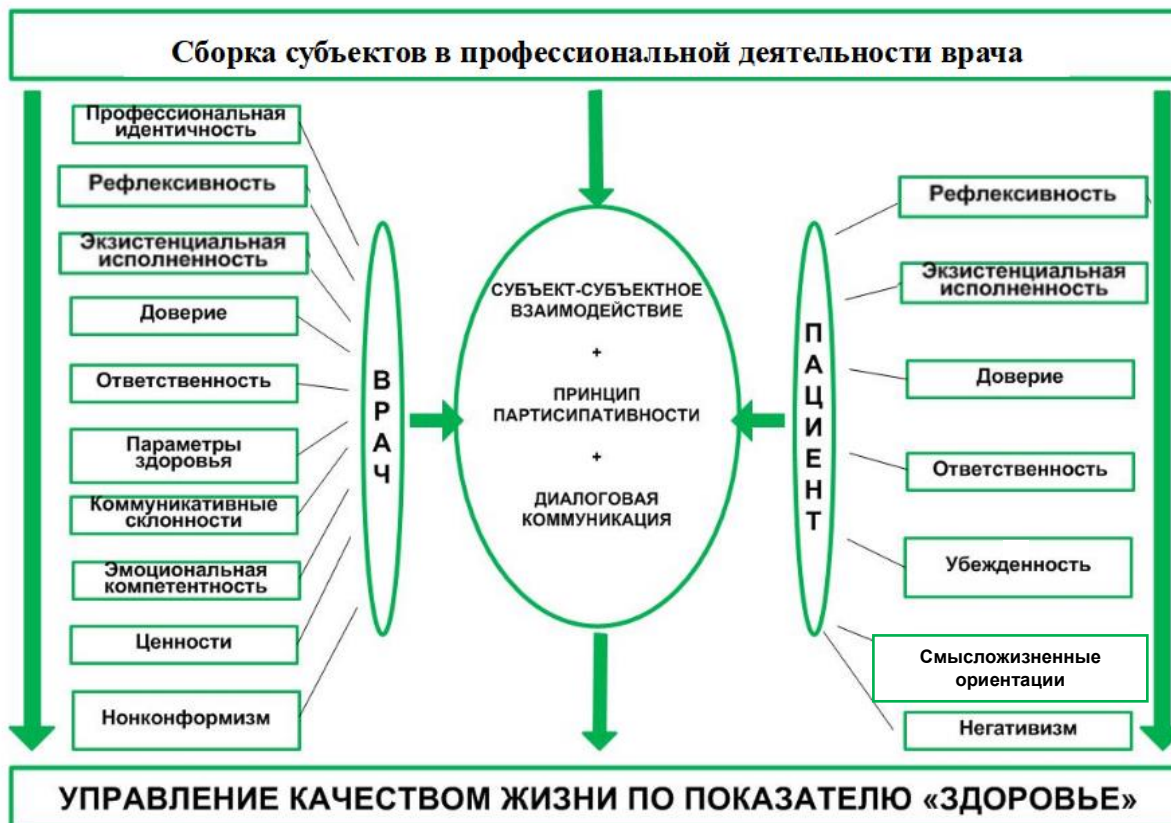 Сборка субъектов в профессиональной деятельности врача
Профессиональная
идентичность
Рефлексивность
Экзистенциальная
исполненность
Доверие
Ответственность
Параметры
здоровья
Коммуникативные
склонности
Эмоциональная
компетентность
Ценности
Нонконформизм
ВРАЧ
СУБЪЕКТ-СУБЪЕКТНОЕ
ВЗАИМОДЕЙСТВИЕ
+
ПРИНЦИП
ПАРТИСИПАТИВНОСТИ
+
ДИАЛОГОВАЯ
КОММУНИКАЦИЯ
ПАЦИЕНТ
Рефлексивность
Экзистенциальная
исполненность
Доверие
Ответственность
Убежденность
Смысложизненные
ориентации
Негативизм
УПРАВЛЕНИЕ КАЧЕСТВОМ ЖИЗНИ ПО ПОКАЗАТЕЛЮ «ЗДОРОВЬЕ»